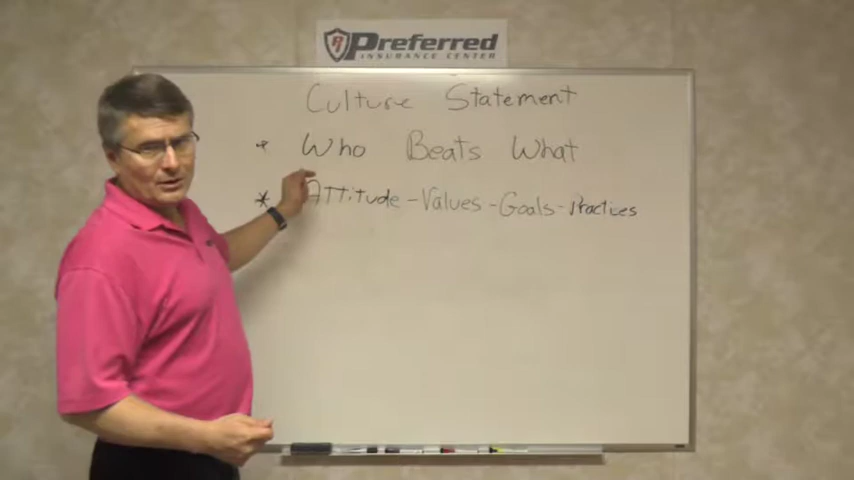 Preferred
INSURANCE CENTER
Culture Statement
* Who Beats What
* Attitude - Values - Goals - Practices